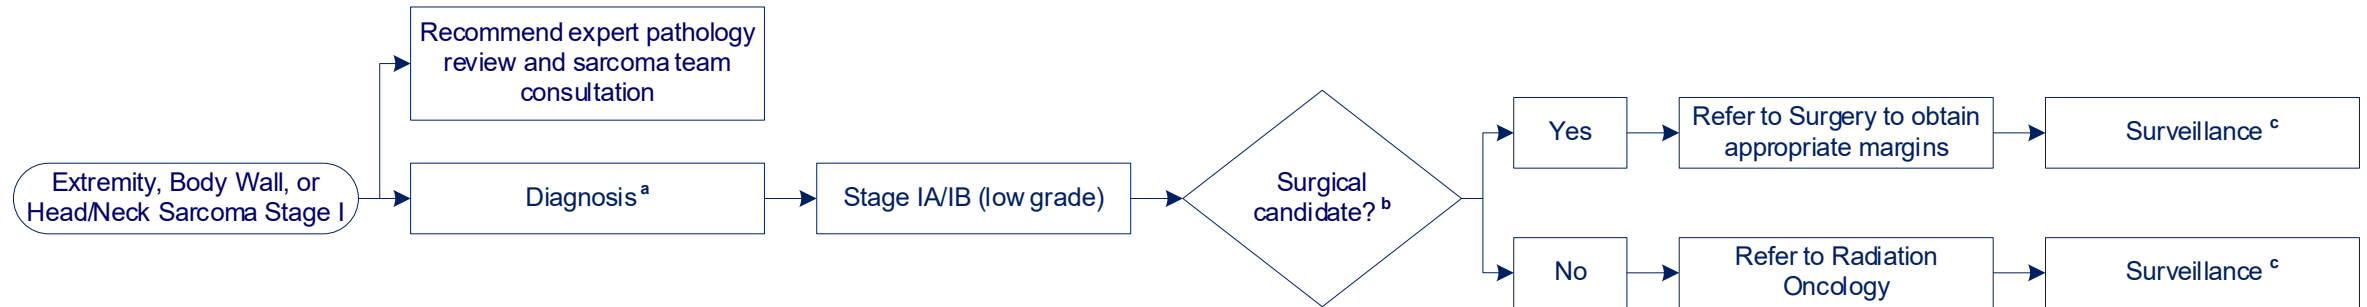 Recommend expert pathology
review and sarcoma team
consultation
Extremity, Body Wall, or
Head/Neck Sarcoma Stage I
Diagnosis a
Stage IA/IB (low grade)
Surgical
candidate? b
Yes
Refer to Surgery to obtain
appropriate margins
Surveillance c
No
Refer to Radiation
Oncology
Surveillance c